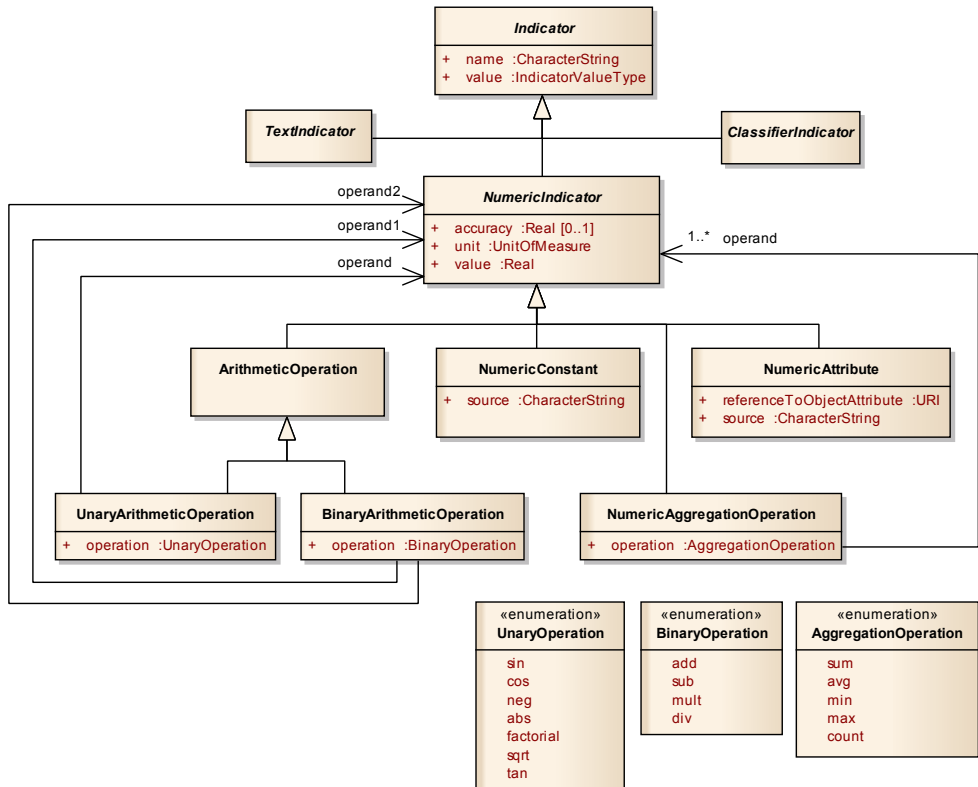 Indicator
+ name :CharacterString
+ value :IndicatorValueType
TextIndicator
ClassifierIndicator
operand2
operand1
operand
NumericIndicator
+ accuracy :Real [0..1]
+ unit :UnitOfMeasure
+ value :Real
1..* operand
ArithmeticOperation
NumericConstant
+ source :CharacterString
NumericAttribute
+ referenceToObjectAttribute :URI
+ source :CharacterString
UnaryArithmeticOperation
+ operation :UnaryOperation
BinaryArithmeticOperation
+ operation :BinaryOperation
NumericAggregationOperation
+ operation :AggregationOperation
«enumeration»
UnaryOperation
sin
cos
neg
abs
factorial
sqrt
tan
«enumeration»
BinaryOperation
add
sub
mult
div
«enumeration»
AggregationOperation
sum
avg
min
max
count